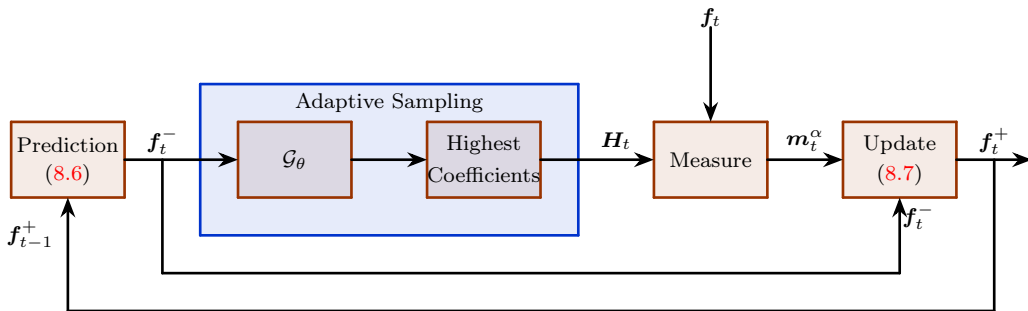 f_t
Adaptive Sampling
Prediction
(8.6)
f_t^-
𝒢_θ
Highest
Coefficients
H_t
Measure
m_t^α
Update
(8.7)
f_t^+
f_t^-
f_{t-1}^+